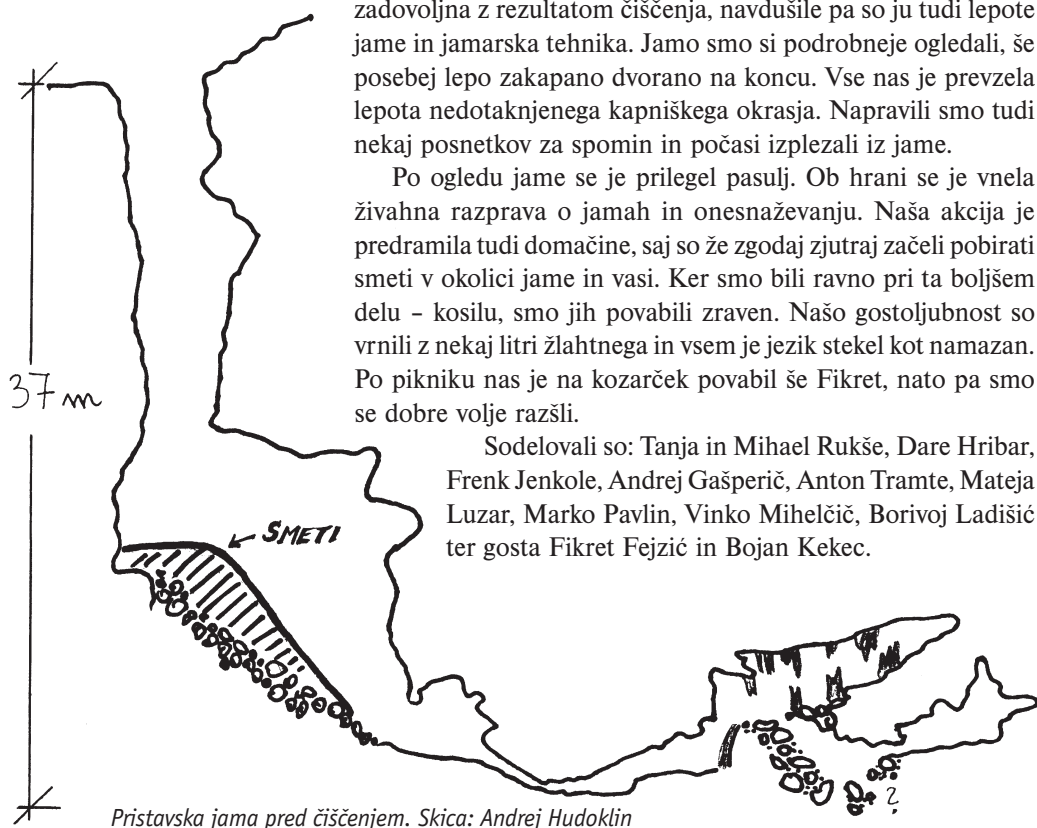 zadovoljna z rezultatom čiščenja, navdušile pa so ju tudi lepote
jame in jamarska tehnika. Jamo smo si podrobneje ogledali, še
posebej lepo zakapano dvorano na koncu. Vse nas je prevzela
lepota nedotaknjenega kapniškega okrasja. Napravili smo tudi
nekaj posnetkov za spomin in počasi izplezali iz jame.
Po ogledu jame se je prilegel pasulj. Ob hrani se je vnela
živahna razprava o jamah in onesnaževanju. Naša akcija je
predramila tudi domačine, saj so že zgodaj zjutraj začeli pobirati
smeti v okolici jame in vasi. Ker smo bili ravno pri ta boljšem
delu – kosilu, smo jih povabili zraven. Našo gostoljubnost so
vrnili z nekaj litri žlahtnega in vsem je jezik stekel kot namazan.
Po pikniku nas je na kozarček povabil še Fikret, nato pa smo
se dobre volje razšli.
Sodelovali so: Tanja in Mihael Rukše, Dare Hribar,
Frenk Jenkole, Andrej Gašperič, Anton Tramte, Mateja
Luzar, Marko Pavlin, Vinko Mihelčič, Borivoj Ladišić
ter gosta Fikret Fejzić in Bojan Kekec.
37 m
SMETI
?
Pristavska jama pred čiščenjem. Skica: Andrej Hudoklin